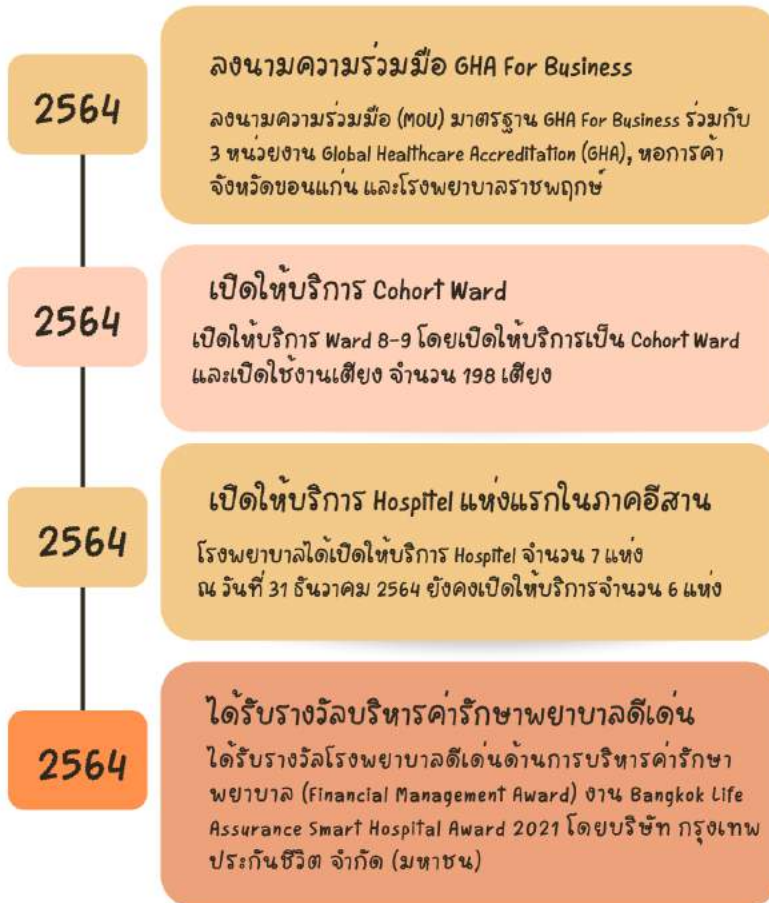 2564
ลงนามความร่วมมือ GHA For Business
ลงนามความร่วมมือ (MOU) มาตรฐาน GHA For Business ร่วมกับ
3 หน่วยงาน Global Healthcare Accreditation (GHA), หอการค้า
จังหวัดขอนแก่น และโรงพยาบาลราชพฤกษ์
2564
เปิดให้บริการ Cohort Ward
เปิดให้บริการ Ward 8-9 โดยเปิดให้บริการเป็น Cohort Ward
และเปิดใช้งานเตียง จำนวน 198 เตียง
2564
เปิดให้บริการ Hospitel แห่งแรกในภาคอีสาน
โรงพยาบาลได้เปิดให้บริการ Hospitel จำนวน 7 แห่ง
ณ วันที่ 31 ธันวาคม 2564 ยังคงเปิดให้บริการจำนวน 6 แห่ง
2564
ได้รับรางวัลบริหารค่ารักษาพยาบาลดีเด่น
ได้รับรางวัลโรงพยาบาลดีเด่นด้านการบริหารค่ารักษา
พยาบาล (Financial Management Award) งาน Bangkok Life
Assurance Smart Hospital Award 2021 โดยบริษัท กรุงเทพ
ประกันชีวิต จำกัด (มหาชน)